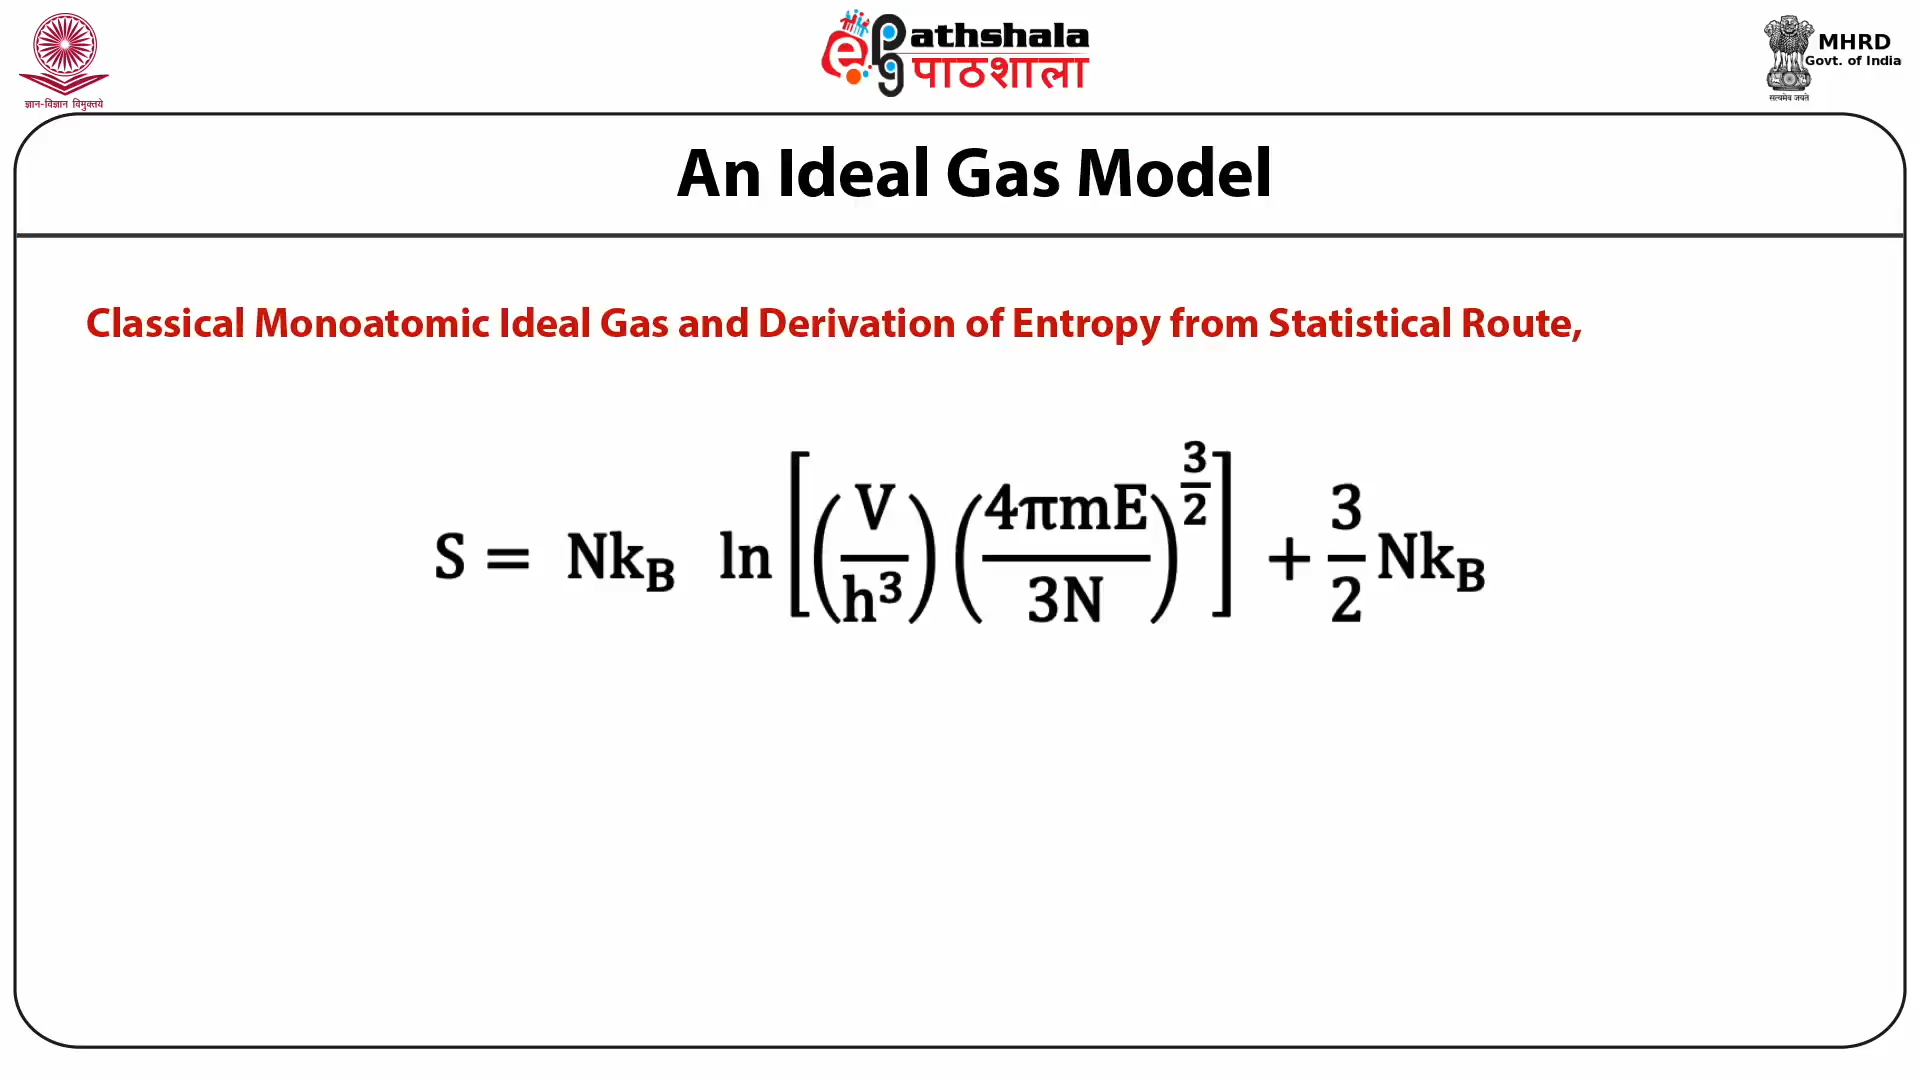 ज्ञान-विज्ञान विमुक्तये
ePgathshala
पाठशाला
MHRD
Govt. of India
सत्यमेव जयते
An Ideal Gas Model
Classical Monoatomic Ideal Gas and Derivation of Entropy from Statistical Route,
S = Nk_B ln[(V/h³)(4πmE/3N)^(3/2)] + 3/2 Nk_B